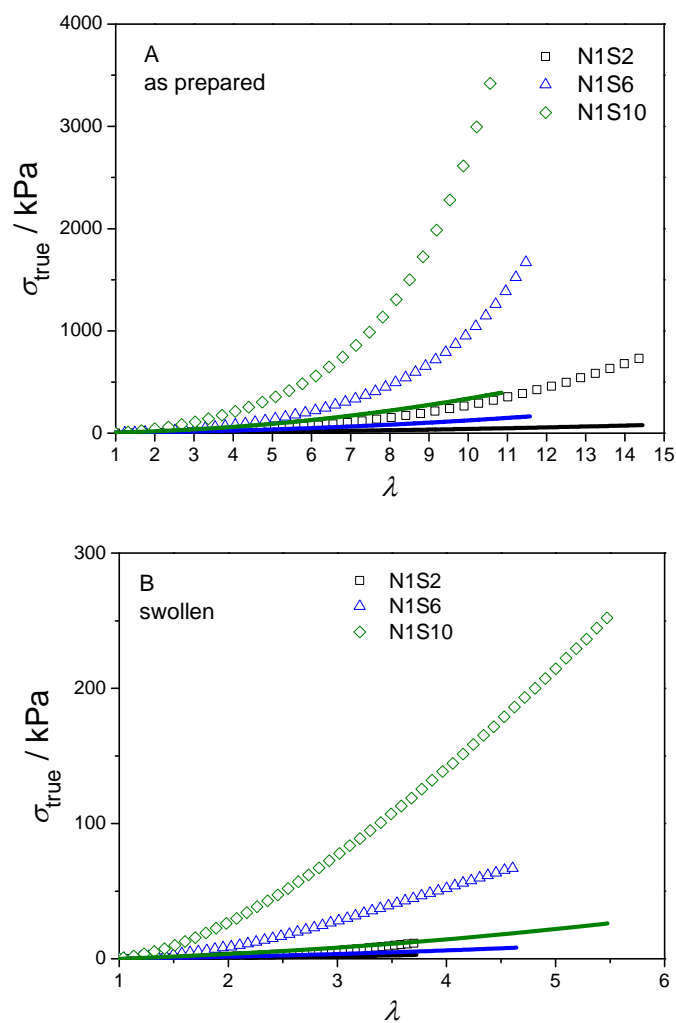 A
as prepared
N1S2
N1S6
N1S10
4000
3000
2000
1000
0
σtrue / kPa
1 2 3 4 5 6 7 8 9 10 11 12 13 14 15
λ
B
swollen
N1S2
N1S6
N1S10
300
200
100
0
σtrue / kPa
1 2 3 4 5 6
λ